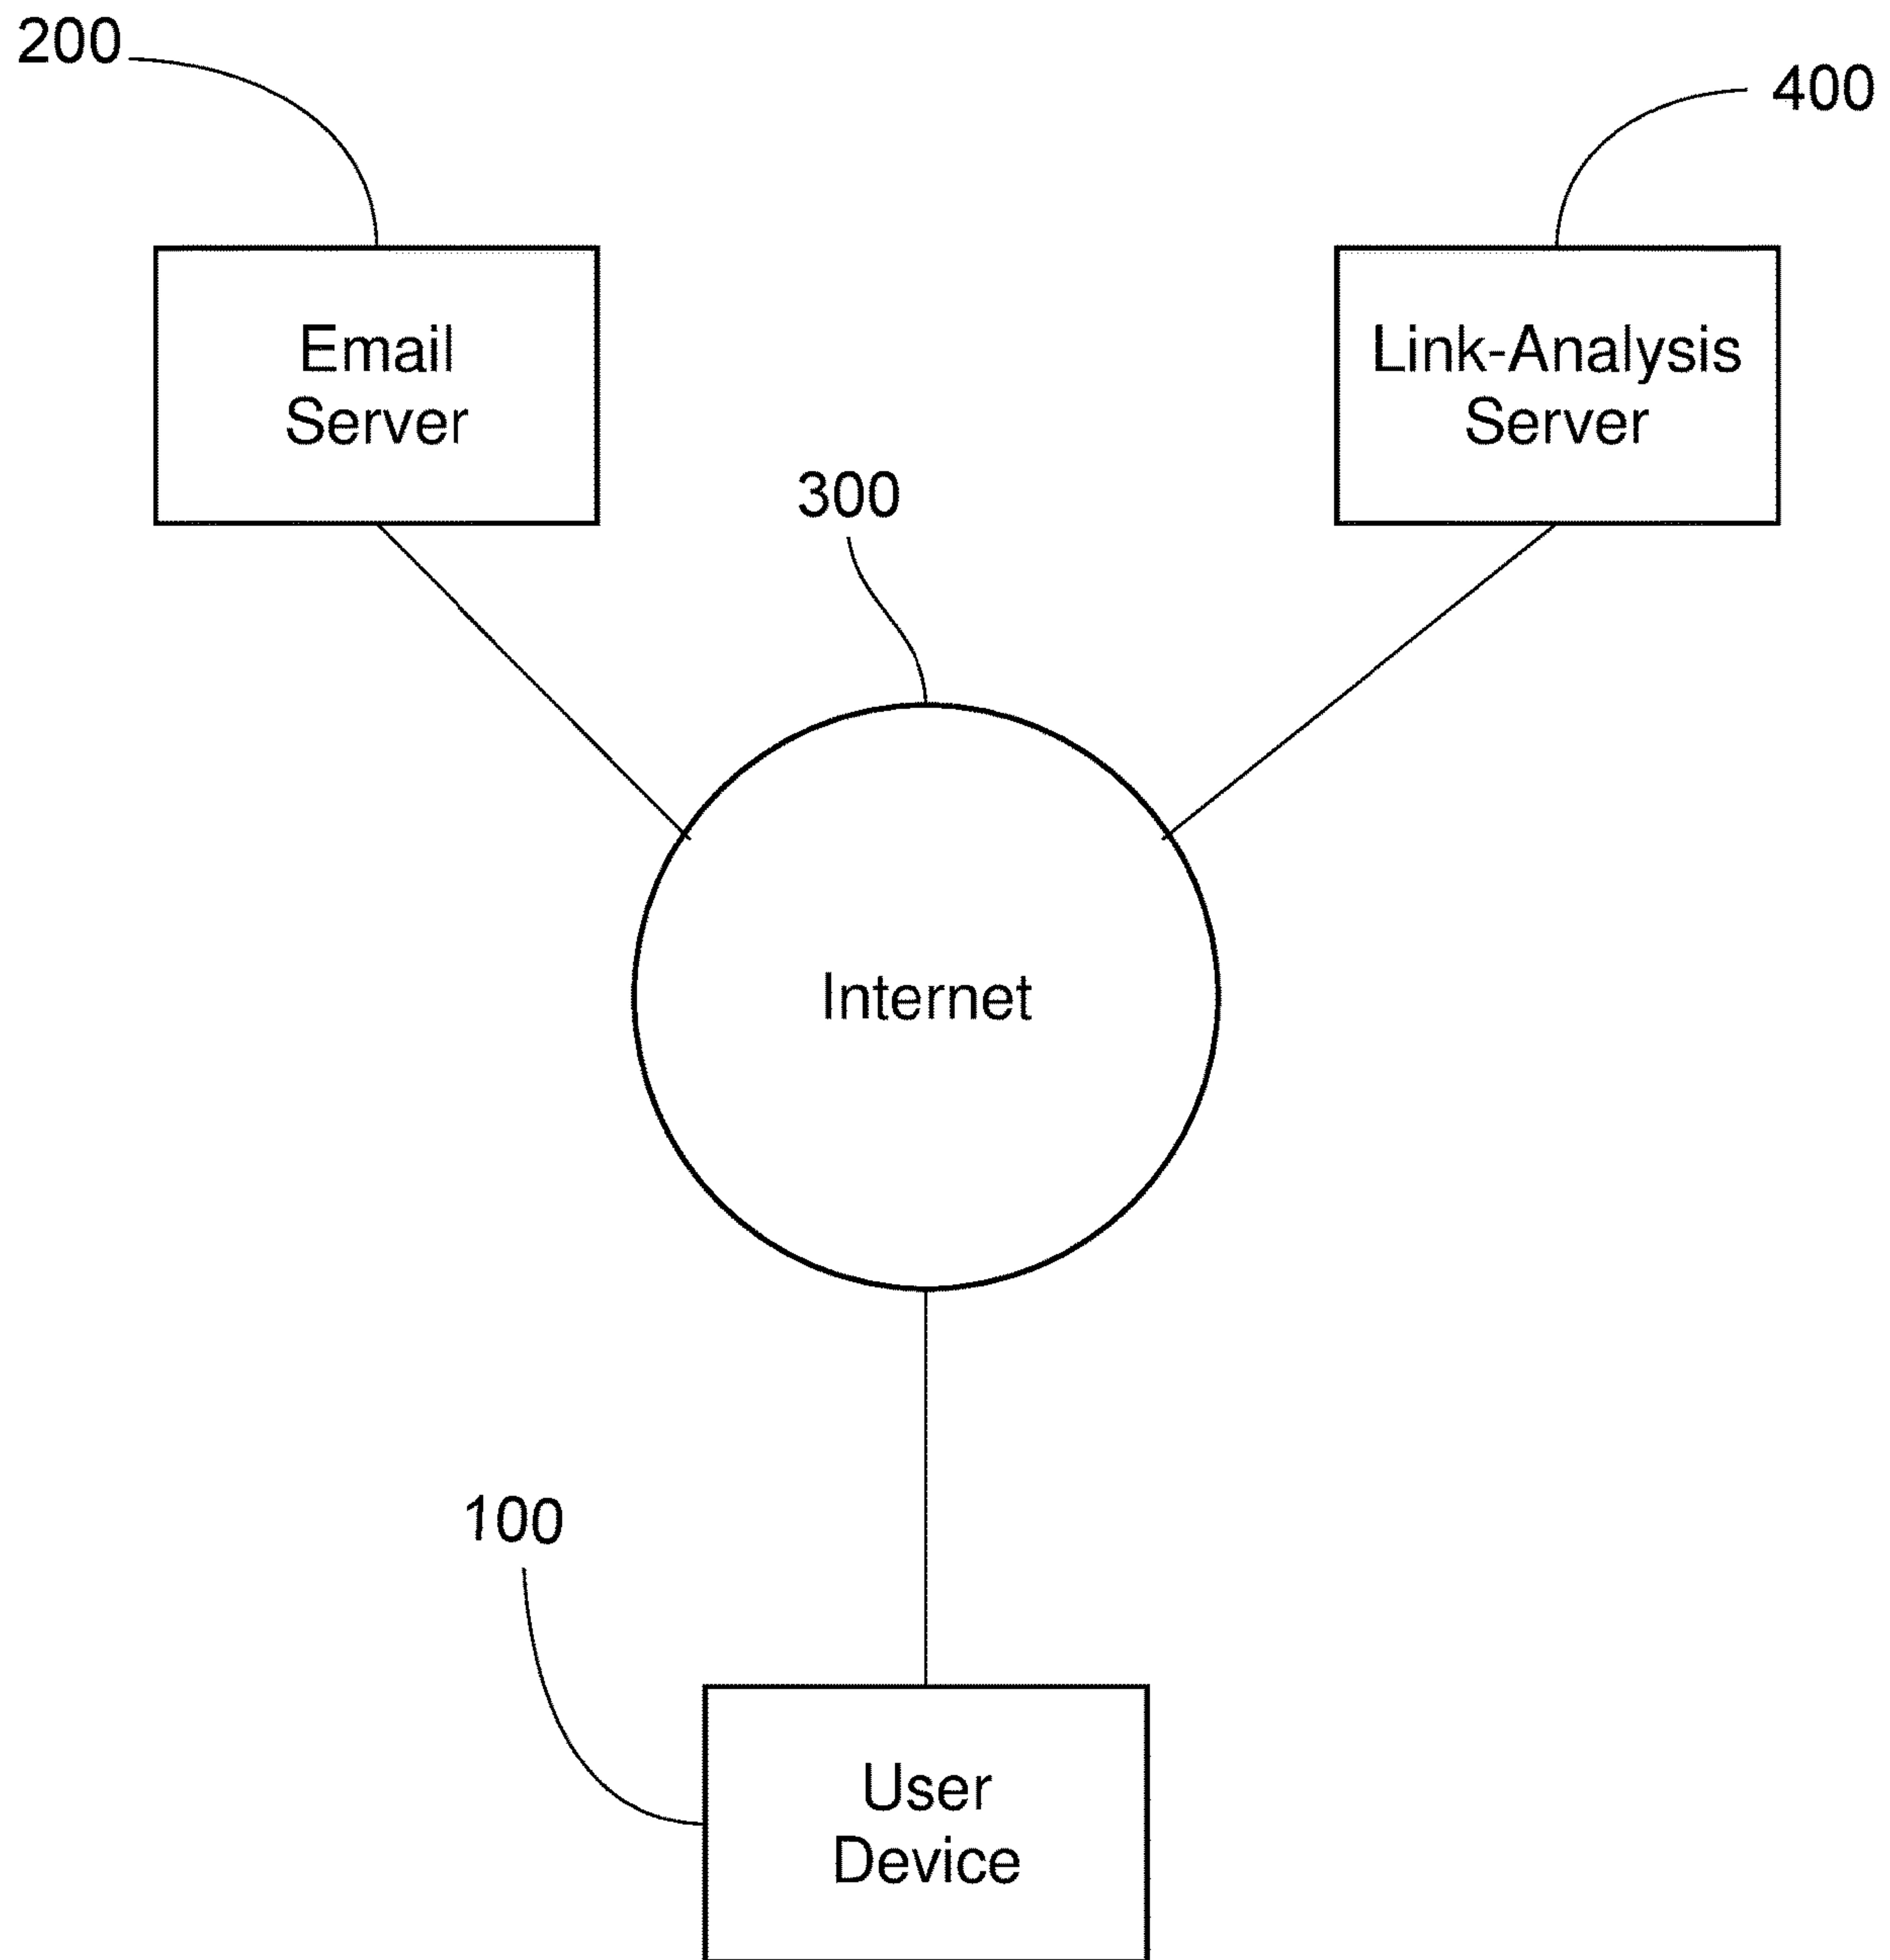 200
400
Email
Server
Link-Analysis
Server
300
Internet
100
User
Device